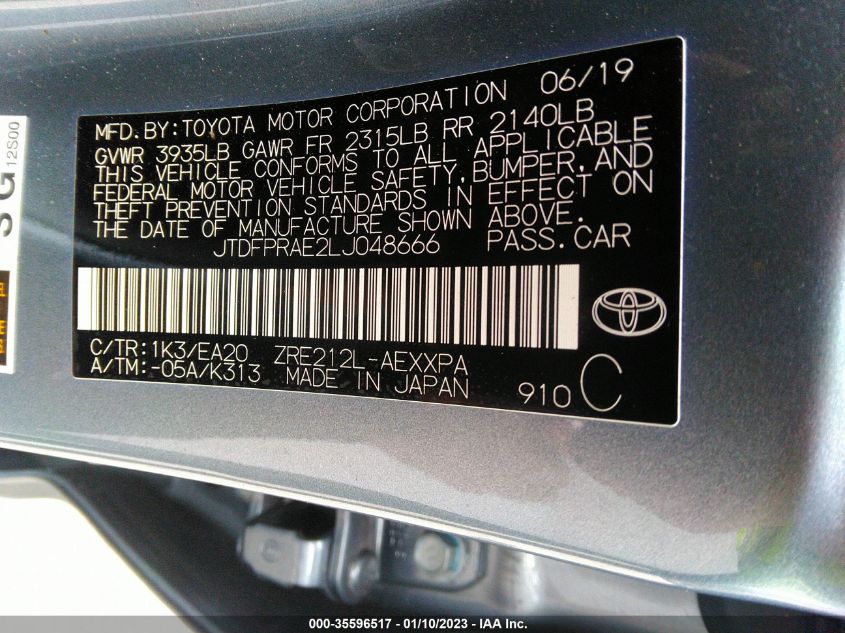 06/19
MFD. BY: TOYOTA MOTOR CORPORATION
GVWR 3935LB GAWR FR 2315LB RR 2140LB
THIS VEHICLE CONFORMS TO ALL APPLICABLE
FEDERAL MOTOR VEHICLE SAFETY, BUMPER, AND
THEFT PREVENTION STANDARDS IN EFFECT ON
THE DATE OF MANUFACTURE SHOWN ABOVE.
JTDFPRAE2LJ048666 PASS. CAR
C/TR: 1K3/EA20 ZRE212L-AEXXPA
A/TM: -05A/K313 MADE IN JAPAN
910 C
12S00
000-35596517 - 01/10/2023 - IAA Inc.